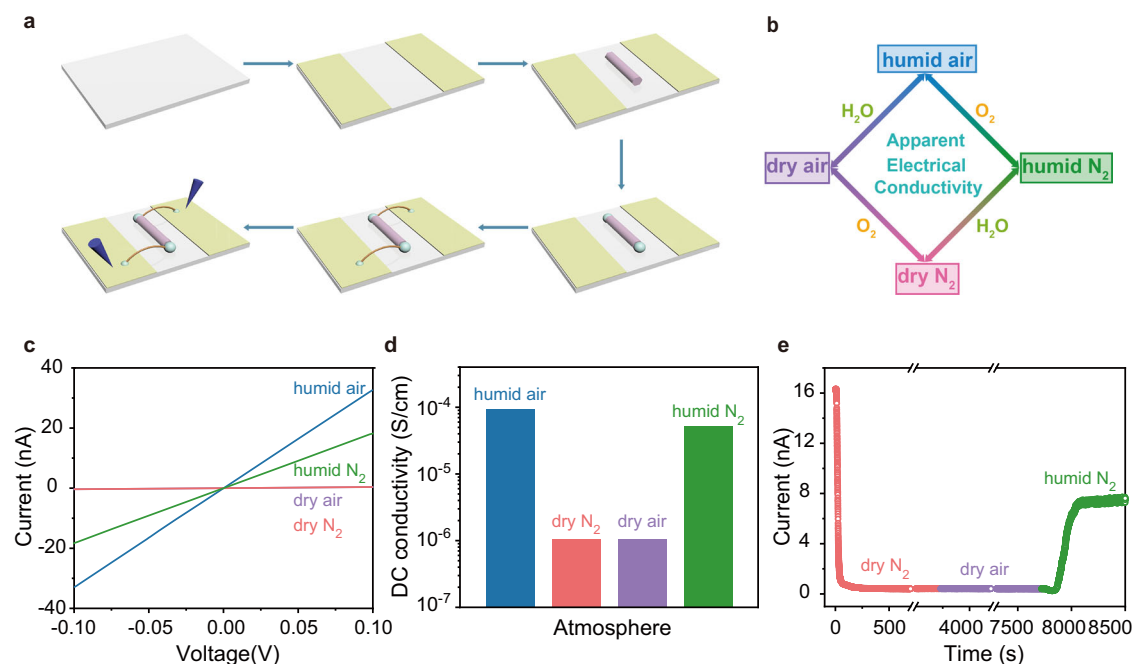 a
b
humid air
H₂O
O₂
Apparent
Electrical
Conductivity
dry air
humid N₂
O₂
H₂O
dry N₂
c
40
20
0
-20
-40
Current (nA)
humid air
humid N₂
dry air
dry N₂
-0.10
-0.05
0.00
0.05
0.10
Voltage(V)
d
10⁻⁴
10⁻⁵
10⁻⁶
10⁻⁷
DC conductivity (S/cm)
humid air
dry N₂
dry air
humid N₂
Atmosphere
e
16
12
8
4
0
Current (nA)
dry N₂
dry air
humid N₂
0
500
4000
7500
8000
8500
Time (s)